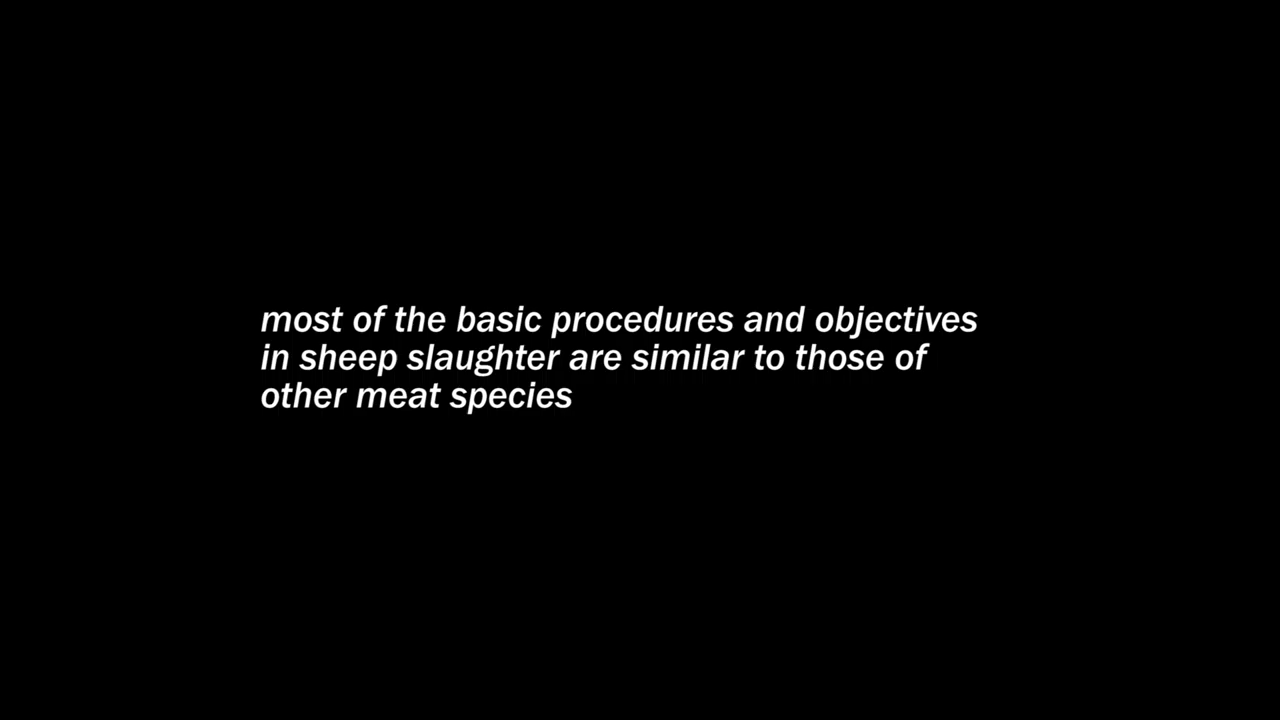 most of the basic procedures and objectives
in sheep slaughter are similar to those of
other meat species